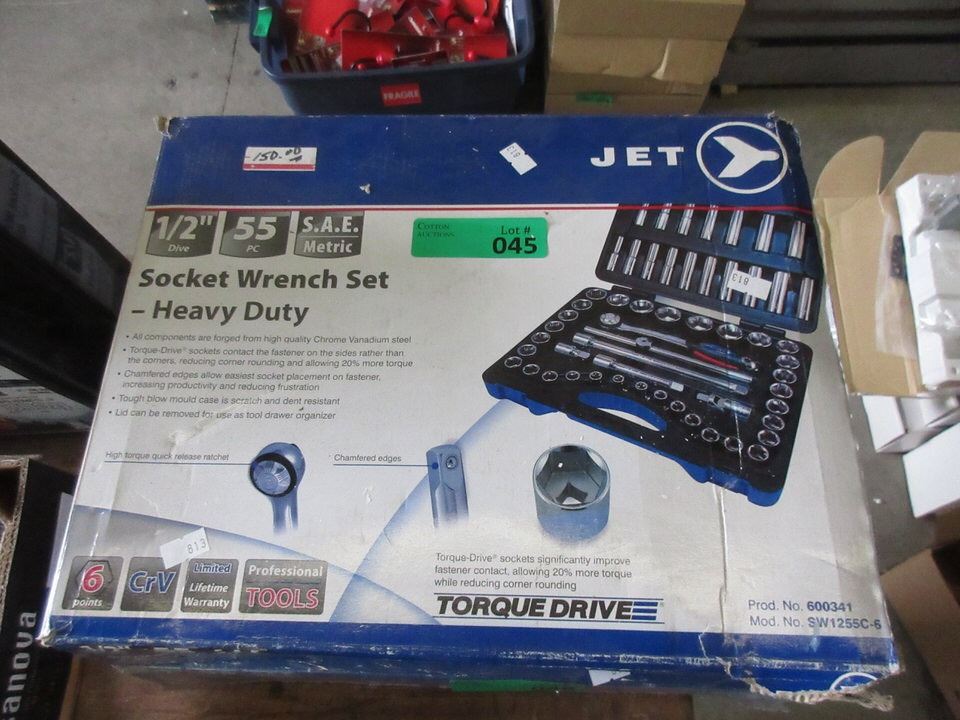 FRAGILE
150.00
613
JET
®
1/2"
Dive
55
PC
S.A.E.
Metric
COTTON
AUCTIONS
Lot #
045
Socket Wrench Set
– Heavy Duty
• All components are forged from high quality Chrome Vanadium steel
• Torque-Drive® sockets contact the fastener on the sides rather than
the corners, reducing corner rounding and allowing 20% more torque
• Chamfered edges allow easiest socket placement on fastener,
increasing productivity and reducing frustration
• Tough blow mould case is scratch and dent resistant
• Lid can be removed for use as tool drawer organizer
613
High torque quick release ratchet
Chamfered edges
813
6
points
CrV
Limited
Lifetime
Warranty
Professional
TOOLS
Torque-Drive® sockets significantly improve
fastener contact, allowing 20% more torque
while reducing corner rounding
TORQUE DRIVE
Prod. No. 600341
Mod. No. SW1255C-6
sanova